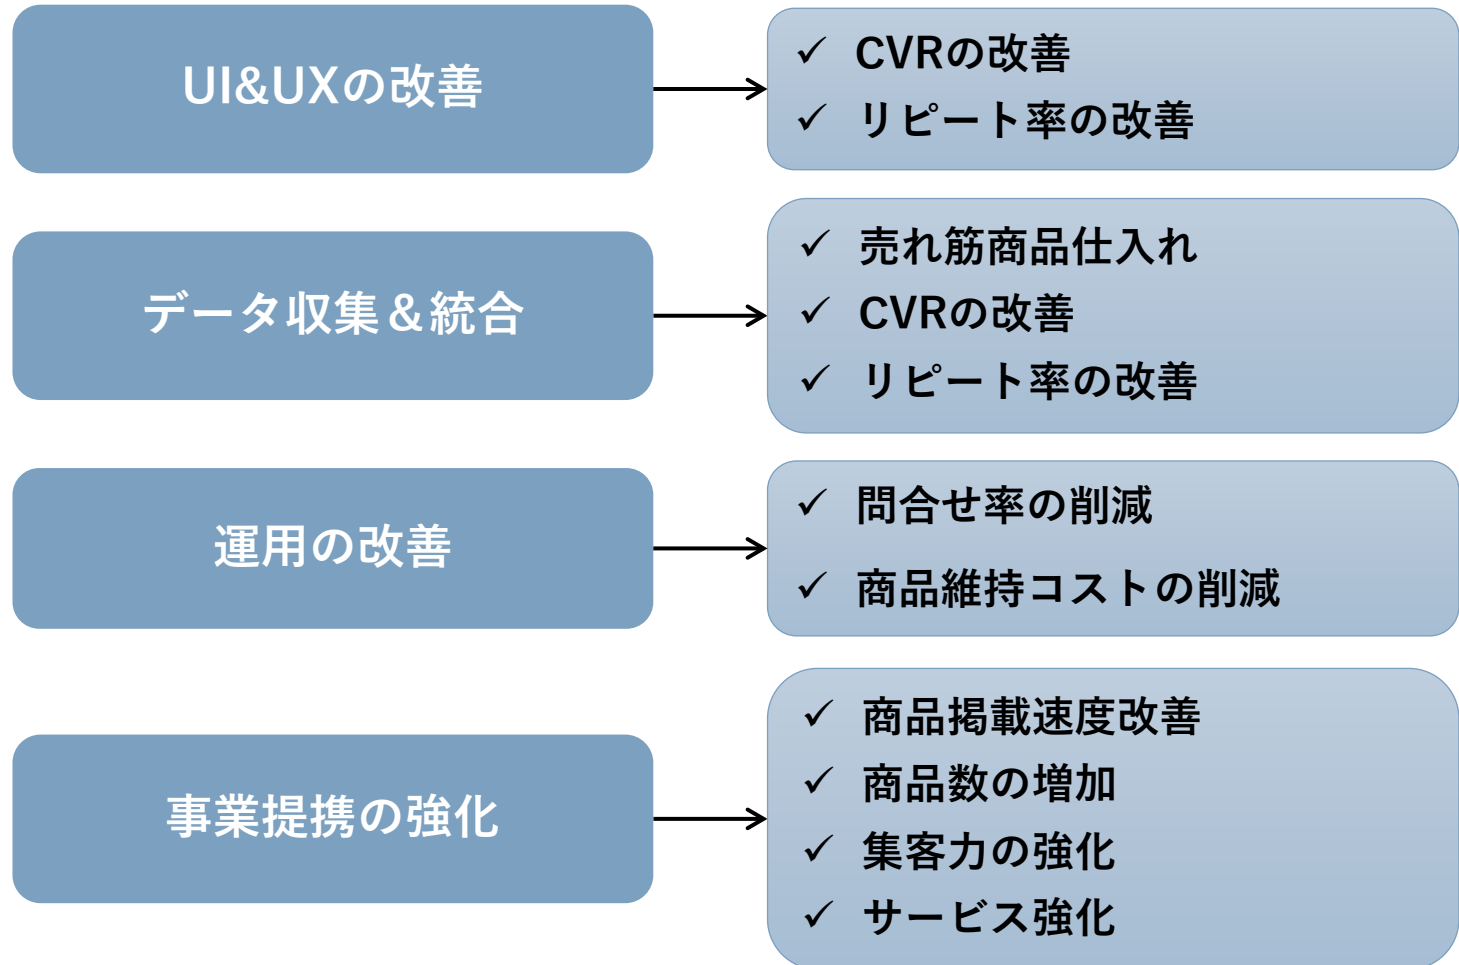 UI&UXの改善
✓ CVRの改善
✓ リピート率の改善
データ収集＆統合
✓ 売れ筋商品仕入れ
✓ CVRの改善
✓ リピート率の改善
運用の改善
✓ 問合せ率の削減
✓ 商品維持コストの削減
事業提携の強化
✓ 商品掲載速度改善
✓ 商品数の増加
✓ 集客力の強化
✓ サービス強化